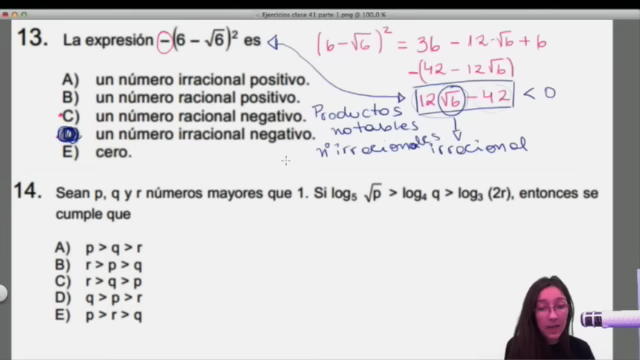 Ejercicios clase 41 parte 1.png @ 100,0 %
13. La expresión −(6 − √6)² es
A) un número irracional positivo.
B) un número racional positivo.
C) un número racional negativo.
D) un número irracional negativo.
E) cero.
(6−√6)² = 36 − 12·√6 + 6
−(42 − 12√6)
12√6 − 42 < 0
Productos
notables
nº irracionales
irracional
14. Sean p, q y r números mayores que 1. Si log₅ √p > log₄ q > log₃ (2r), entonces se
cumple que
A) p > q > r
B) r > p > q
C) r > q > p
D) q > p > r
E) p > r > q